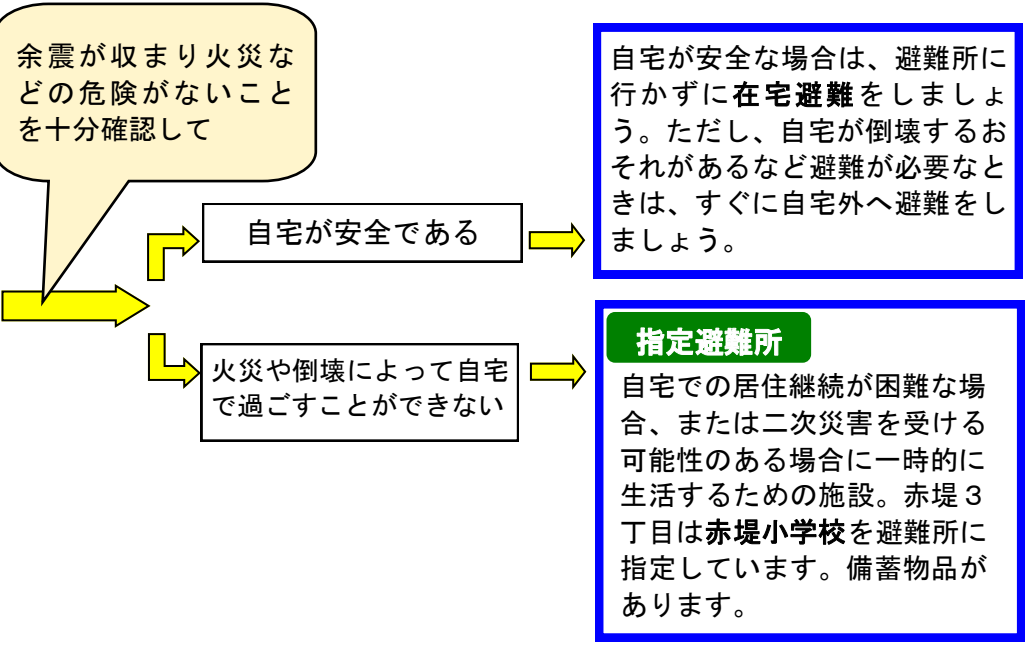 余震が収まり火災な
どの危険がないこと
を十分確認して
自宅が安全である
自宅が安全な場合は、避難所に
行かずに在宅避難をしましょ
う。ただし、自宅が倒壊するお
それがあるなど避難が必要なと
きは、すぐに自宅外へ避難をし
ましょう。
火災や倒壊によって自宅
で過ごすことができない
指定避難所
自宅での居住継続が困難な場
合、または二次災害を受ける
可能性のある場合に一時的に
生活するための施設。赤堤３
丁目は赤堤小学校を避難所に
指定しています。備蓄物品が
あります。